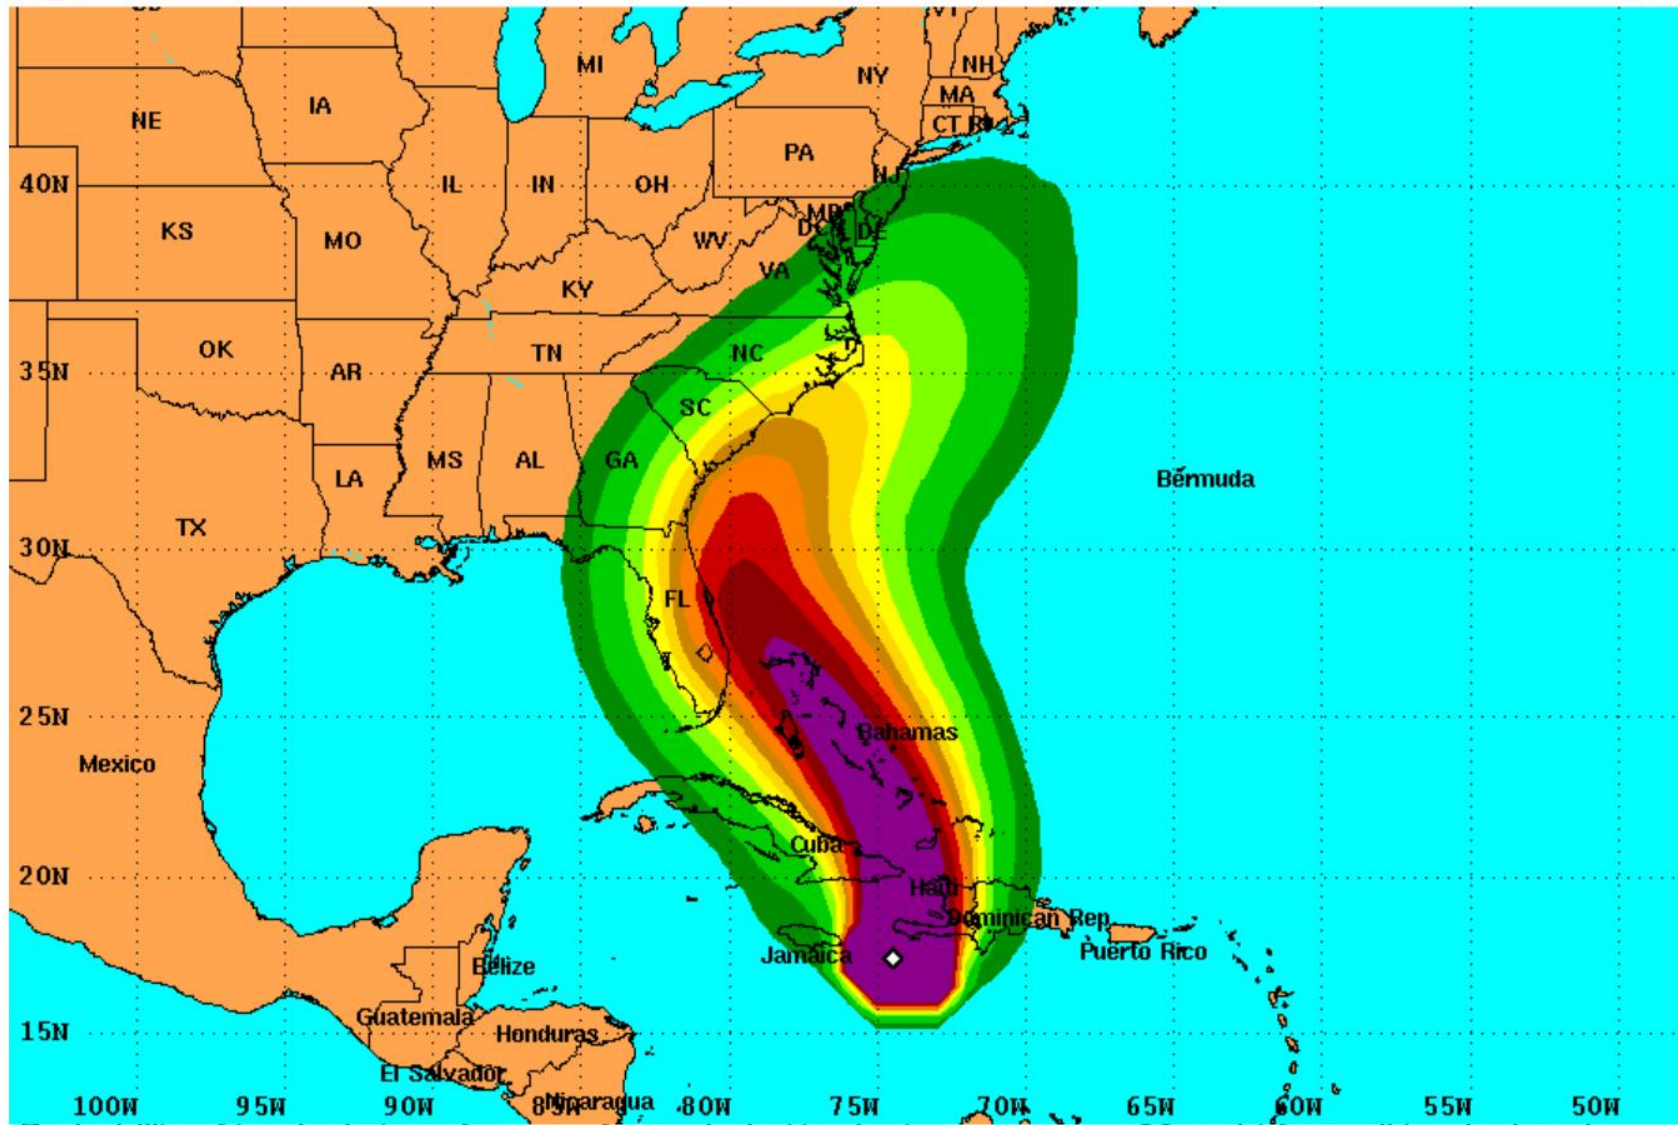 MI
NY
NH
MA
CT RI
NE
IA
PA
NJ
40N
IL
IN
OH
MD
DC
DE
KS
MO
WV
VA
KY
OK
TN
NC
35N
AR
SC
MS
AL
GA
LA
Bermuda
TX
30N
FL
25N
Bahamas
Mexico
Cuba
20N
Haiti
Dominican Rep
Jamaica
Puerto Rico
Belize
Guatemala
15N
Honduras
El Salvador
Nicaragua
100W 95W 90W 85W 80W 75W 70W 65W 60W 55W 50W